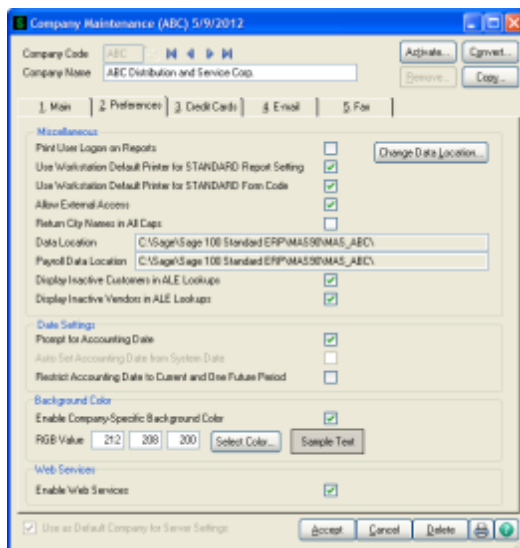 Company Maintenance (ABC) 5/9/2012
Company Code ABC Activate... Convert...
Company Name ABC Distribution and Service Corp. Remove... Copy...
1. Main 2. Preferences 3. Credit Cards 4. E-mail 5. Fax
Miscellaneous
Print User Logon on Reports Change Data Location...
Use Workstation Default Printer for STANDARD Report Setting
Use Workstation Default Printer for STANDARD Form Code
Allow External Access
Return City Names in All Caps
Data Location C:\Sage\Sage 100 Standard ERP\MAS90\MAS_ABC\
Payroll Data Location C:\Sage\Sage 100 Standard ERP\MAS90\MAS_ABC\
Display Inactive Customers in ALE Lookups
Display Inactive Vendors in ALE Lookups
Date Settings
Prompt for Accounting Date
Auto Set Accounting Date from System Date
Restrict Accounting Date to Current and One Future Period
Background Color
Enable Company-Specific Background Color
RGB Value 212 208 200 Select Color... Sample Text
Web Services
Enable Web Services
Use as Default Company for Server Settings Accept Cancel Delete